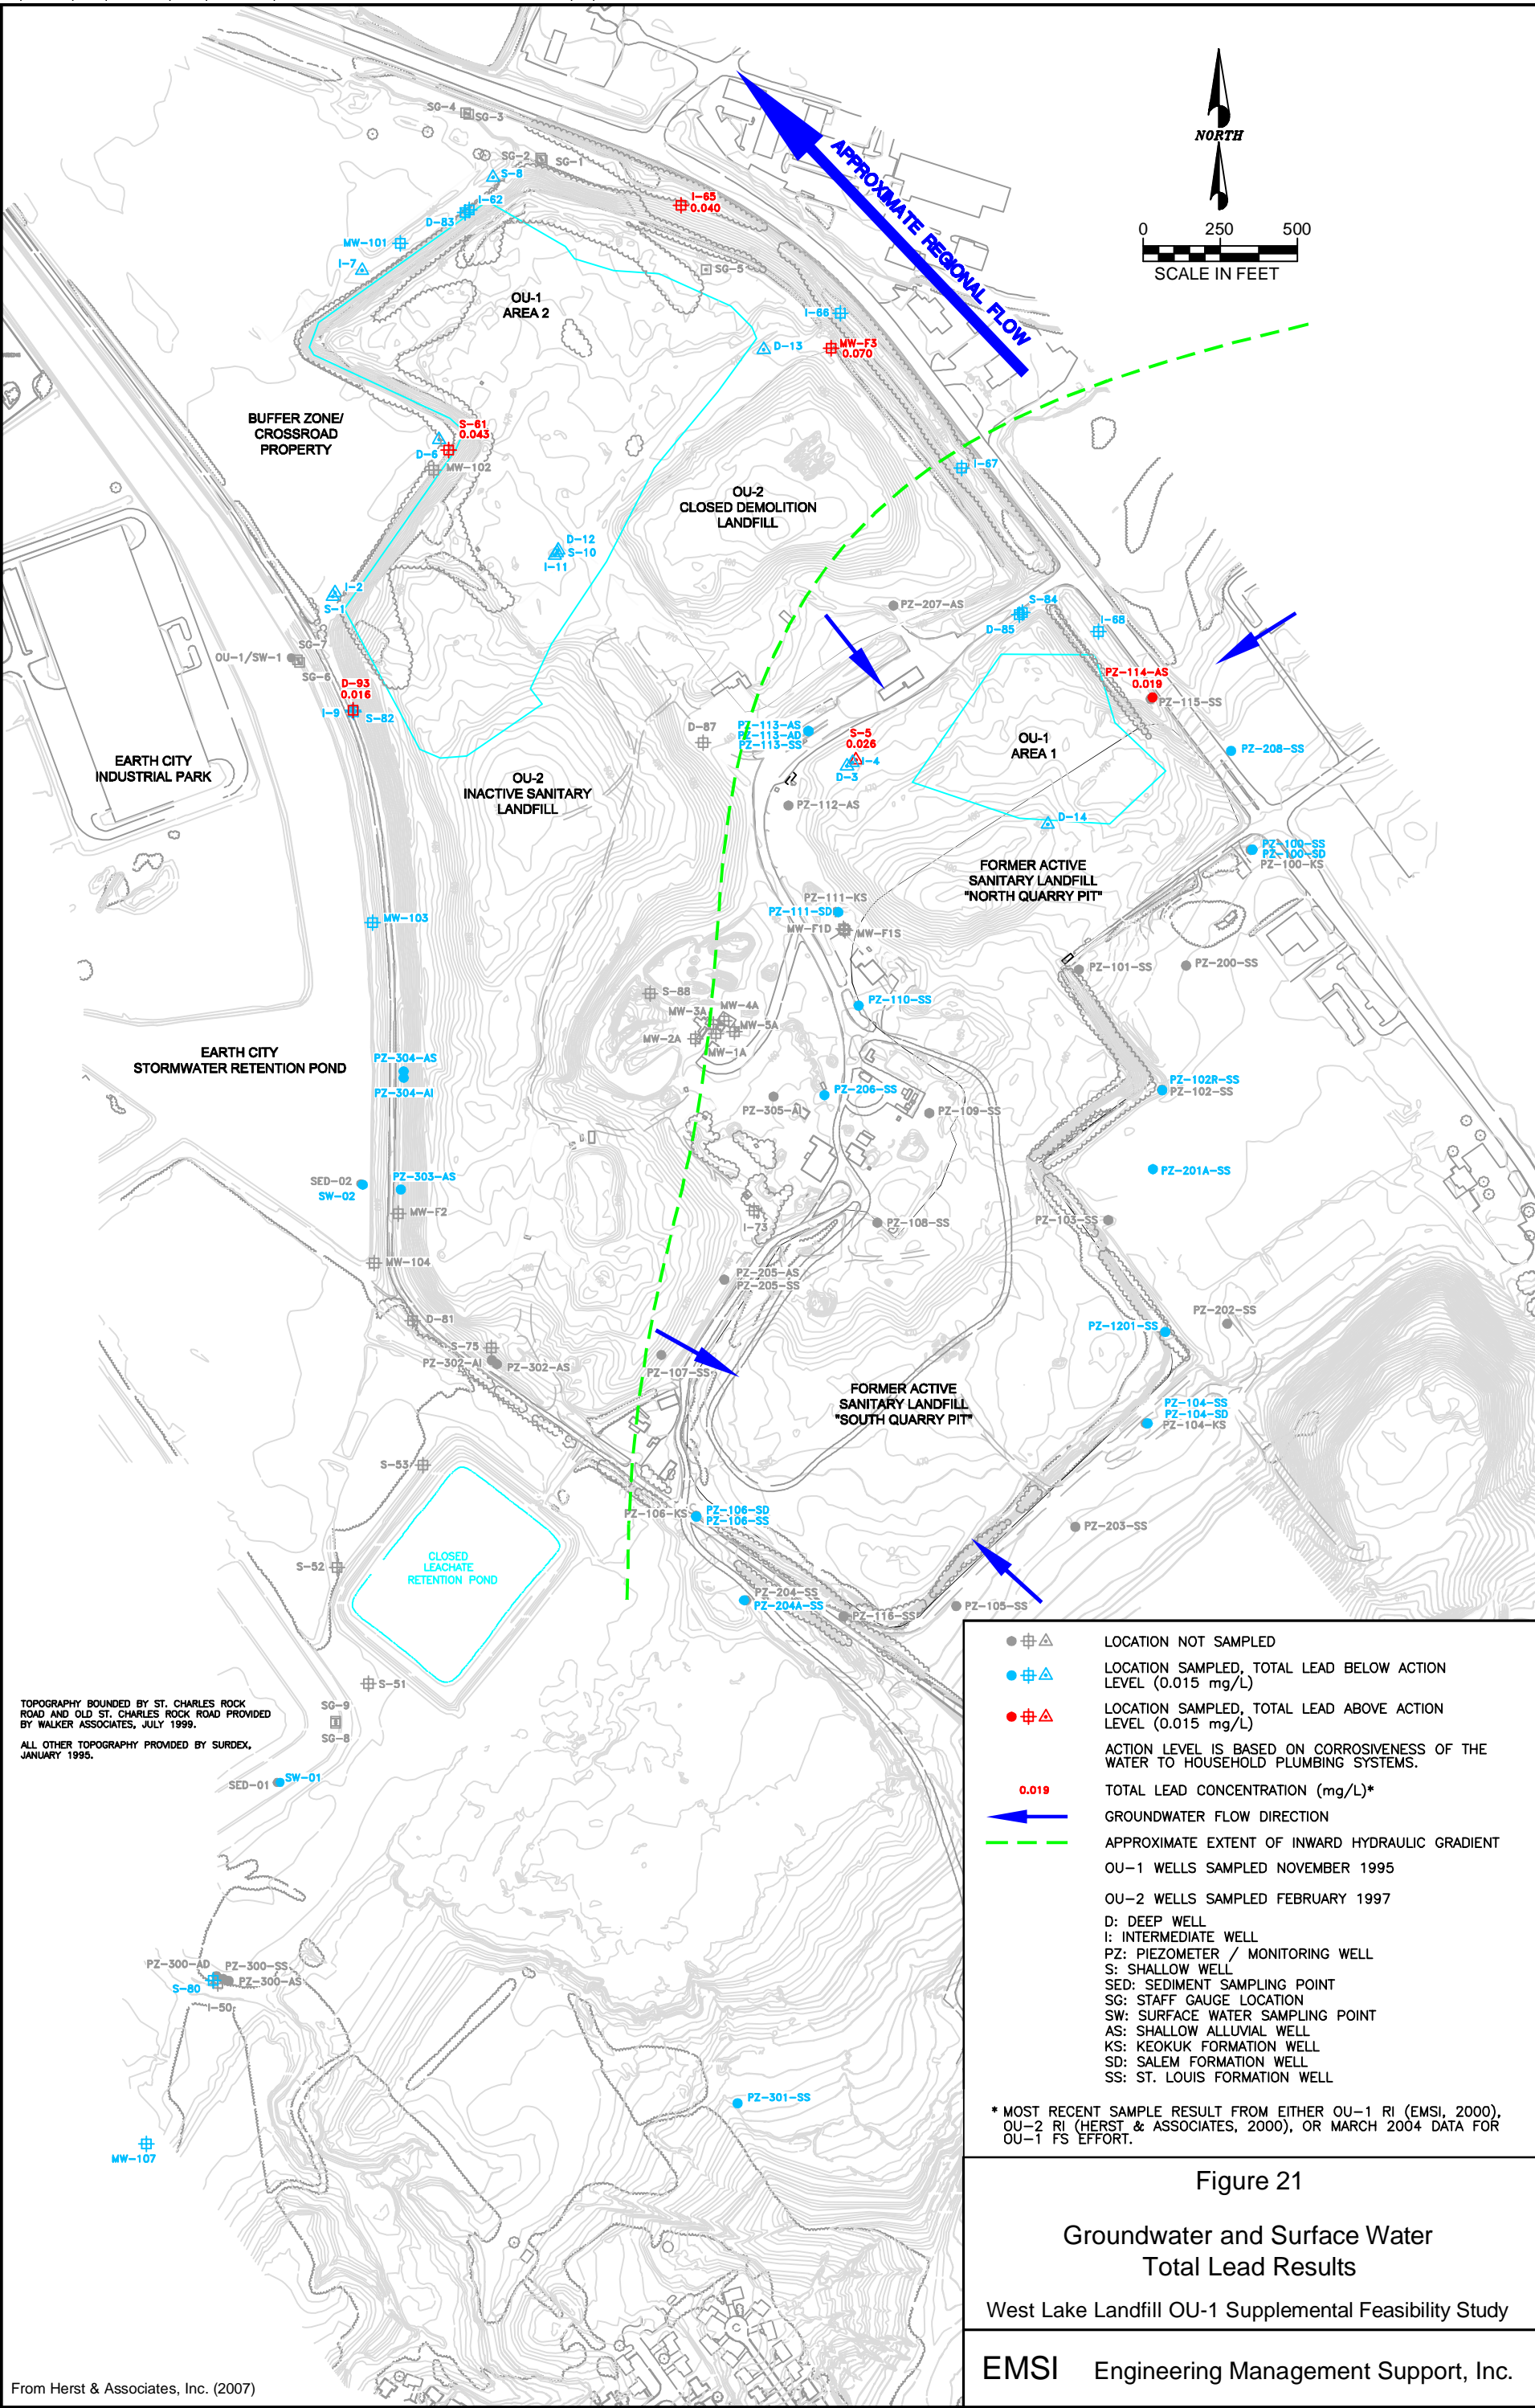 SG-4
SG-3
SG-2
SG-1
S-8
I-62
D-83
MW-101
I-7
I-65
0.040
SG-5
I-66
MW-F3
0.070
D-13
APPROXIMATE REGIONAL FLOW
NORTH
0 250 500
SCALE IN FEET
OU-1
AREA 2
BUFFER ZONE/
CROSSROAD
PROPERTY
S-61
0.043
D-6
MW-102
I-67
OU-2
CLOSED DEMOLITION
LANDFILL
D-12
S-10
I-11
I-2
S-1
SG-7
OU-1/SW-1
SG-6
D-93
0.016
I-9
S-82
PZ-207-AS
S-84
D-85
I-68
PZ-114-AS
0.019
PZ-115-SS
D-87
PZ-113-AS
PZ-113-AD
PZ-113-SS
S-5
0.026
I-4
D-3
OU-1
AREA 1
PZ-208-SS
EARTH CITY
INDUSTRIAL PARK
OU-2
INACTIVE SANITARY
LANDFILL
PZ-112-AS
D-14
PZ-100-SS
PZ-100-SD
PZ-100-KS
FORMER ACTIVE
SANITARY LANDFILL
"NORTH QUARRY PIT"
PZ-111-KS
PZ-111-SD
MW-F1D
MW-F1S
MW-103
PZ-101-SS
PZ-200-SS
S-88
PZ-110-SS
MW-4A
MW-3A
MW-5A
MW-2A
MW-1A
EARTH CITY
STORMWATER RETENTION POND
PZ-304-AS
PZ-304-AI
PZ-206-SS
PZ-305-AI
PZ-109-SS
PZ-102R-SS
PZ-102-SS
PZ-201A-SS
SED-02
SW-02
PZ-303-AS
MW-F2
I-73
PZ-108-SS
PZ-103-SS
MW-104
PZ-205-AS
PZ-205-SS
D-81
S-75
PZ-302-AI
PZ-302-AS
PZ-107-SS
PZ-202-SS
PZ-1201-SS
FORMER ACTIVE
SANITARY LANDFILL
"SOUTH QUARRY PIT"
PZ-104-SS
PZ-104-SD
PZ-104-KS
S-53
PZ-106-KS
PZ-106-SD
PZ-106-SS
PZ-203-SS
S-52
CLOSED
LEACHATE
RETENTION POND
PZ-204-SS
PZ-204A-SS
PZ-116-SS
PZ-105-SS
S-51
SG-9
SG-8
TOPOGRAPHY BOUNDED BY ST. CHARLES ROCK
ROAD AND OLD ST. CHARLES ROCK ROAD PROVIDED
BY WALKER ASSOCIATES, JULY 1999.
ALL OTHER TOPOGRAPHY PROVIDED BY SURDEX,
JANUARY 1995.
SED-01
SW-01
PZ-300-AD
PZ-300-SS
PZ-300-AS
S-80
I-50
PZ-301-SS
MW-107
LOCATION NOT SAMPLED
LOCATION SAMPLED, TOTAL LEAD BELOW ACTION
LEVEL (0.015 mg/L)
LOCATION SAMPLED, TOTAL LEAD ABOVE ACTION
LEVEL (0.015 mg/L)
ACTION LEVEL IS BASED ON CORROSIVENESS OF THE
WATER TO HOUSEHOLD PLUMBING SYSTEMS.
0.019 TOTAL LEAD CONCENTRATION (mg/L)*
GROUNDWATER FLOW DIRECTION
APPROXIMATE EXTENT OF INWARD HYDRAULIC GRADIENT
OU-1 WELLS SAMPLED NOVEMBER 1995
OU-2 WELLS SAMPLED FEBRUARY 1997
D: DEEP WELL
I: INTERMEDIATE WELL
PZ: PIEZOMETER / MONITORING WELL
S: SHALLOW WELL
SED: SEDIMENT SAMPLING POINT
SG: STAFF GAUGE LOCATION
SW: SURFACE WATER SAMPLING POINT
AS: SHALLOW ALLUVIAL WELL
KS: KEOKUK FORMATION WELL
SD: SALEM FORMATION WELL
SS: ST. LOUIS FORMATION WELL
* MOST RECENT SAMPLE RESULT FROM EITHER OU-1 RI (EMSI, 2000),
OU-2 RI (HERST & ASSOCIATES, 2000), OR MARCH 2004 DATA FOR
OU-1 FS EFFORT.
Figure 21
Groundwater and Surface Water
Total Lead Results
West Lake Landfill OU-1 Supplemental Feasibility Study
EMSI Engineering Management Support, Inc.
From Herst & Associates, Inc. (2007)